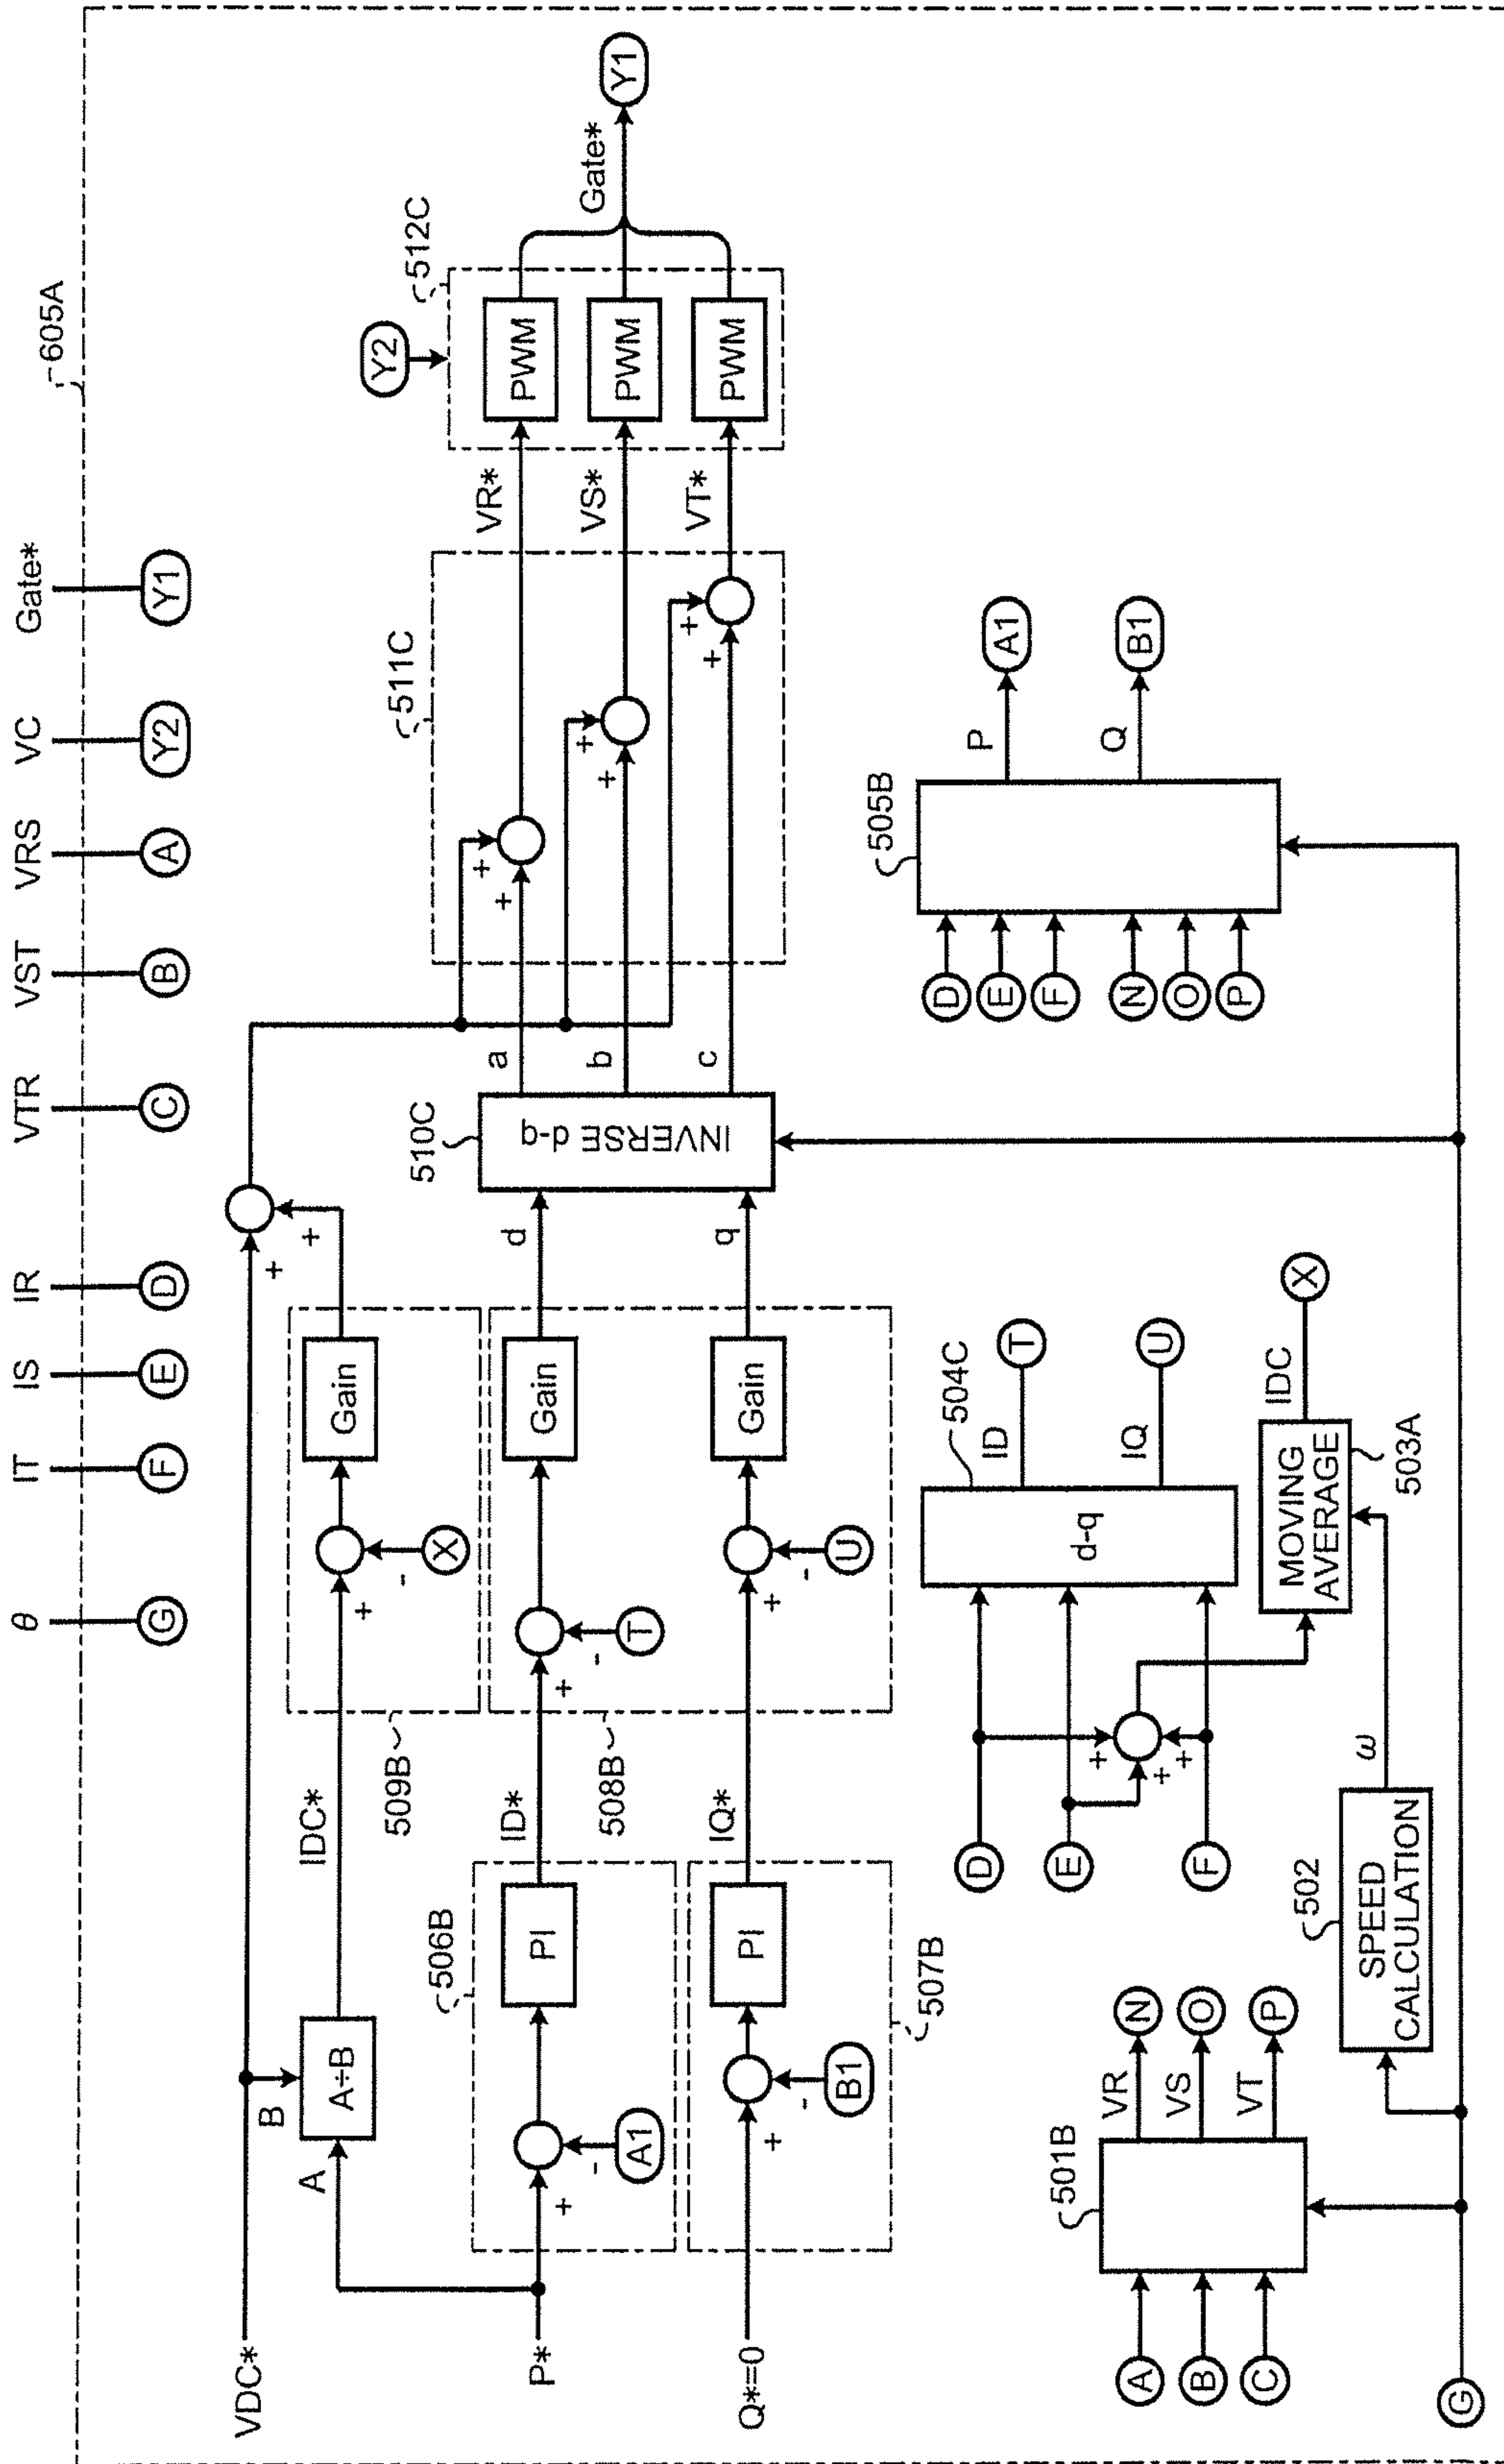 605A
θ IT IS IR VTR VST VRS VC Gate*
G F E D C B A Y2 Y1
VDC*
B
A
A÷B
IDC*
509B
+
-
X
Gain
+
+
P*
506B
+
-
A1
PI
ID*
508B
+
-
T
Gain
d
Q*=0
507B
+
-
B1
PI
IQ*
+
-
U
Gain
q
510C
INVERSE d-q
a
b
c
511C
+
+
+
+
+
+
VR*
VS*
VT*
Y2
512C
PWM
PWM
PWM
Gate*
Y1
A
B
C
501B
VR
VS
VT
N
O
P
502
SPEED
CALCULATION
ω
D
E
F
+
+
+
504C
d-q
ID
IQ
T
U
MOVING
AVERAGE
503A
IDC
X
D
E
F
N
O
P
505B
P
Q
A1
B1
G